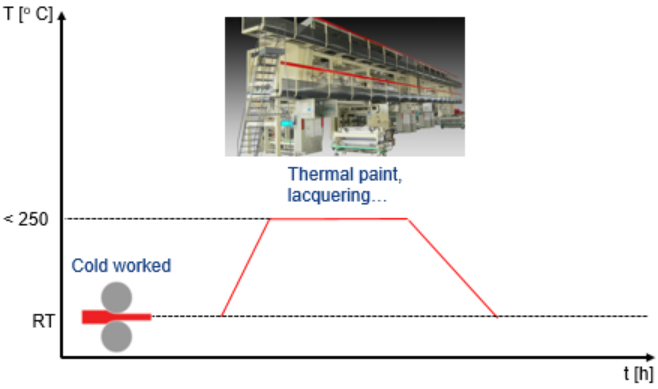 T [° C]
Thermal paint,
lacquering…
< 250
Cold worked
RT
t [h]